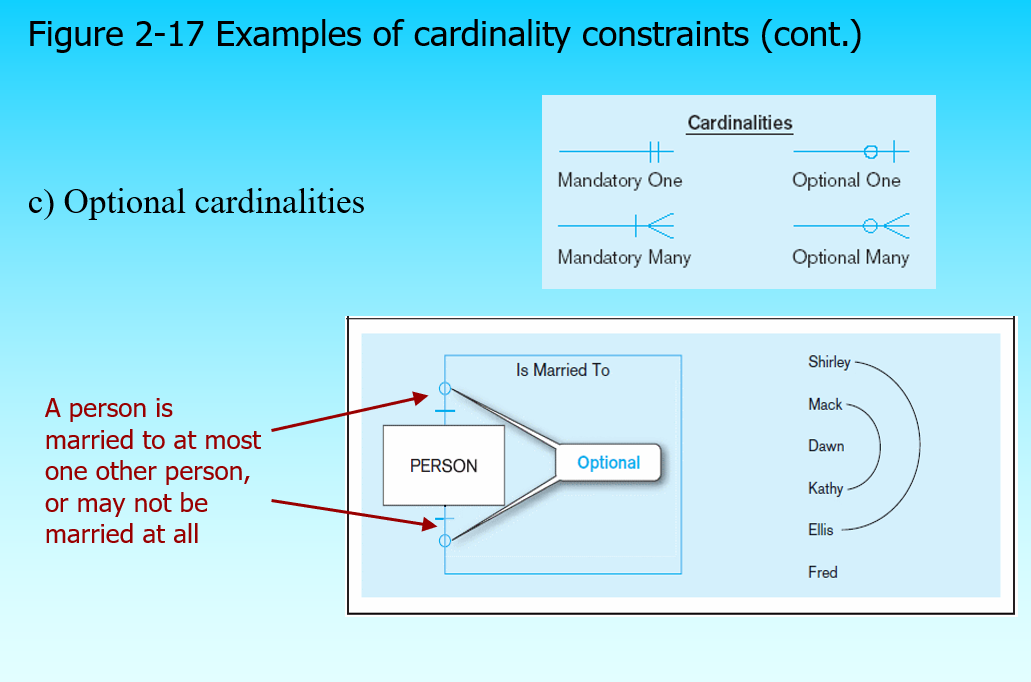 Figure 2-17 Examples of cardinality constraints (cont.)
Cardinalities
Mandatory One
Optional One
c) Optional cardinalities
Mandatory Many
Optional Many
A person is
married to at most
one other person,
or may not be
married at all
Is Married To
PERSON
Optional
Shirley
Mack
Dawn
Kathy
Ellis
Fred